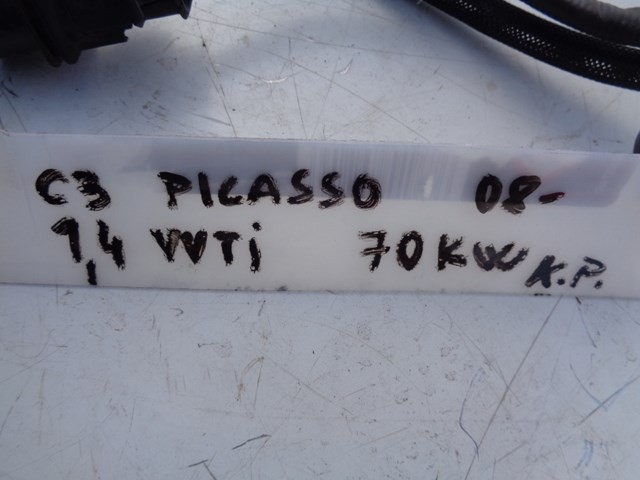 C3 PICASSO 08-
1,4 VVTi 70KW K.P.